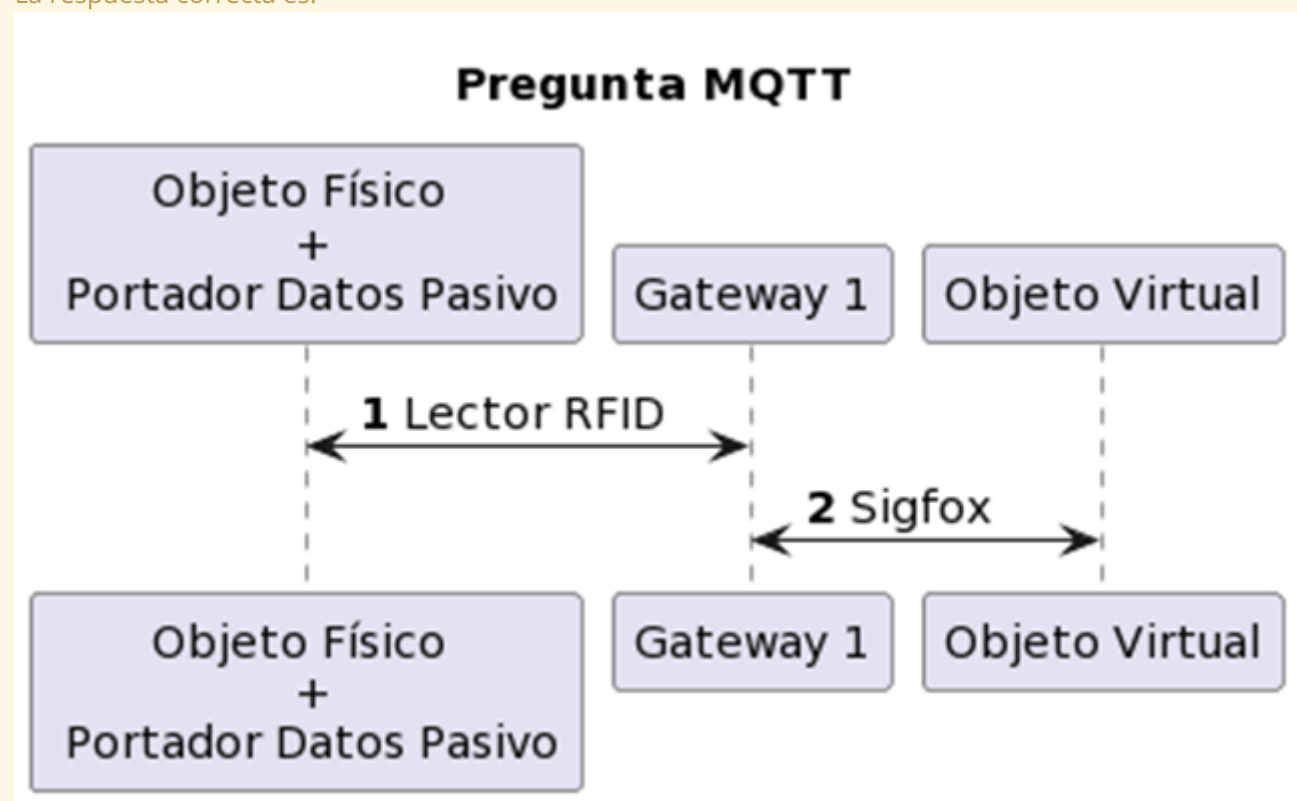 La respuesta correcta es:
Pregunta MQTT
Objeto Físico
+
Portador Datos Pasivo
Gateway 1
Objeto Virtual
1 Lector RFID
2 Sigfox
Objeto Físico
+
Portador Datos Pasivo
Gateway 1
Objeto Virtual